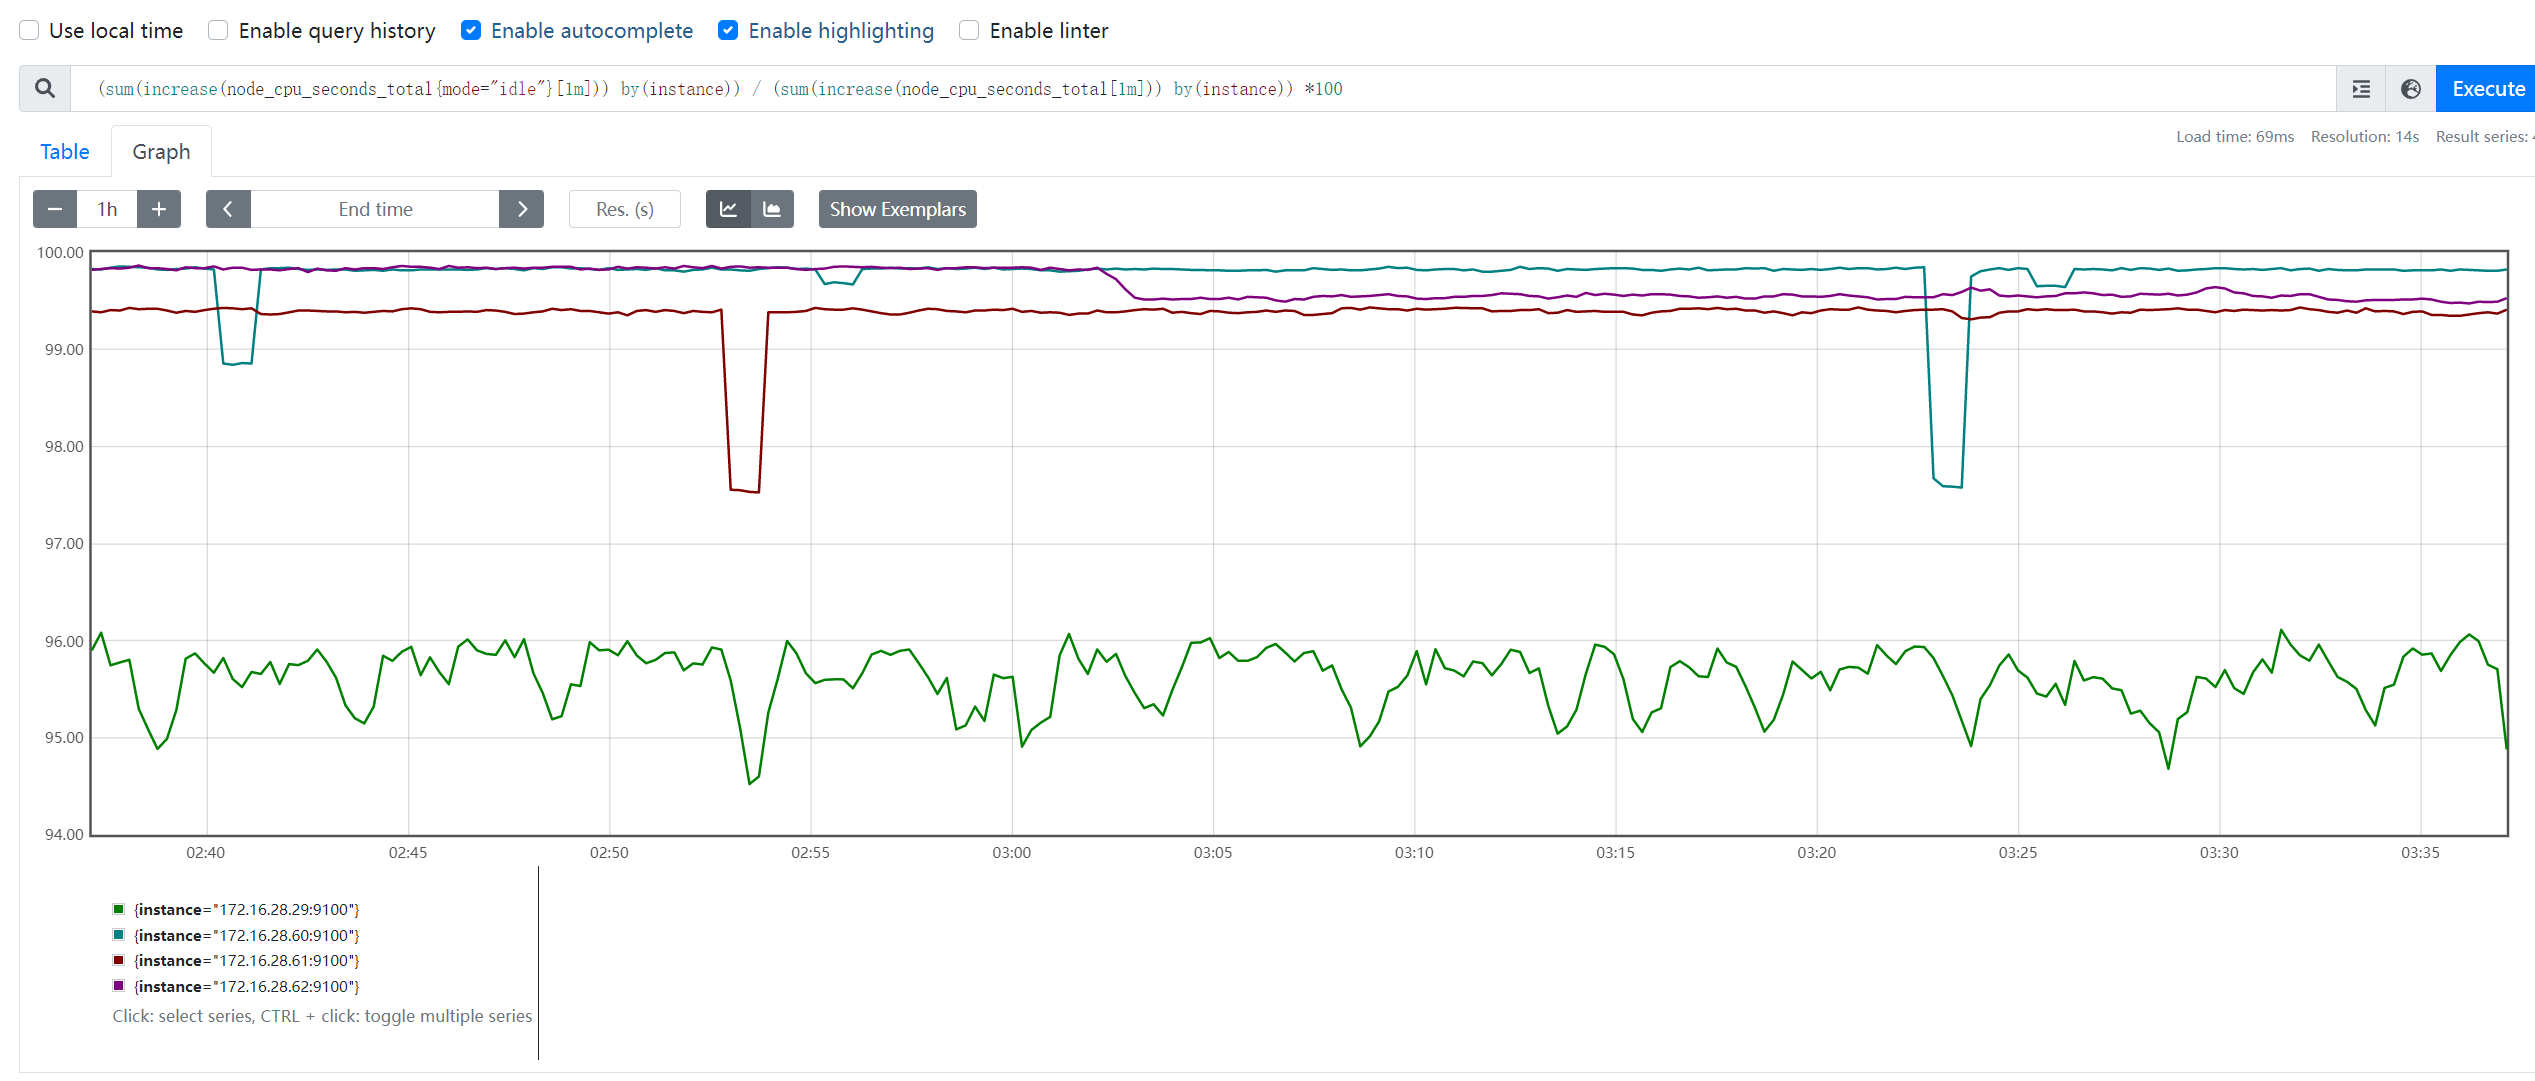 Use local time Enable query history Enable autocomplete Enable highlighting Enable linter
(sum(increase(node_cpu_seconds_total{mode="idle"}[1m])) by(instance)) / (sum(increase(node_cpu_seconds_total[1m])) by(instance)) *100 Execute
Load time: 69ms Resolution: 14s Result series:
Table Graph
1h End time Res. (s) Show Exemplars
100.00
99.00
98.00
97.00
96.00
95.00
94.00
02:40 02:45 02:50 02:55 03:00 03:05 03:10 03:15 03:20 03:25 03:30 03:35
{instance="172.16.28.29:9100"}
{instance="172.16.28.60:9100"}
{instance="172.16.28.61:9100"}
{instance="172.16.28.62:9100"}
Click: select series, CTRL + click: toggle multiple series